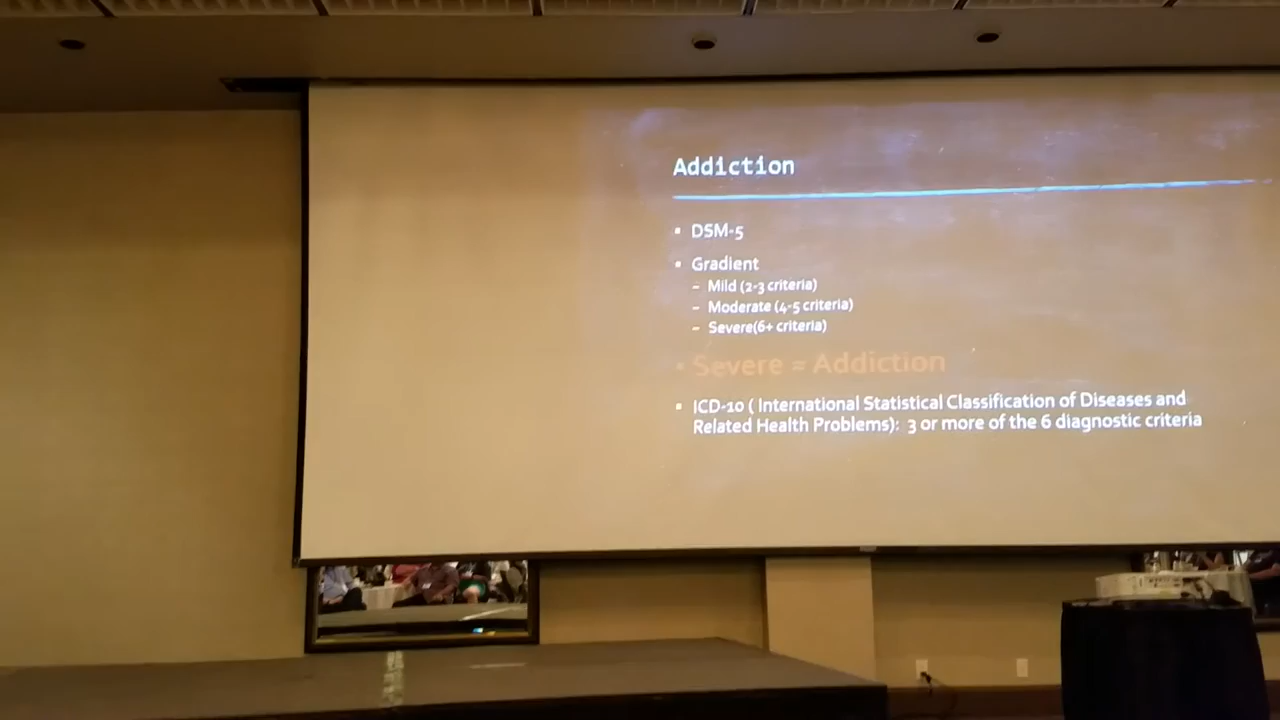 Addiction
▪ DSM-5
▪ Gradient
– Mild (2-3 criteria)
– Moderate (4-5 criteria)
– Severe(6+ criteria)
▪ Severe = Addiction
▪ ICD-10 ( International Statistical Classification of Diseases and
Related Health Problems): 3 or more of the 6 diagnostic criteria